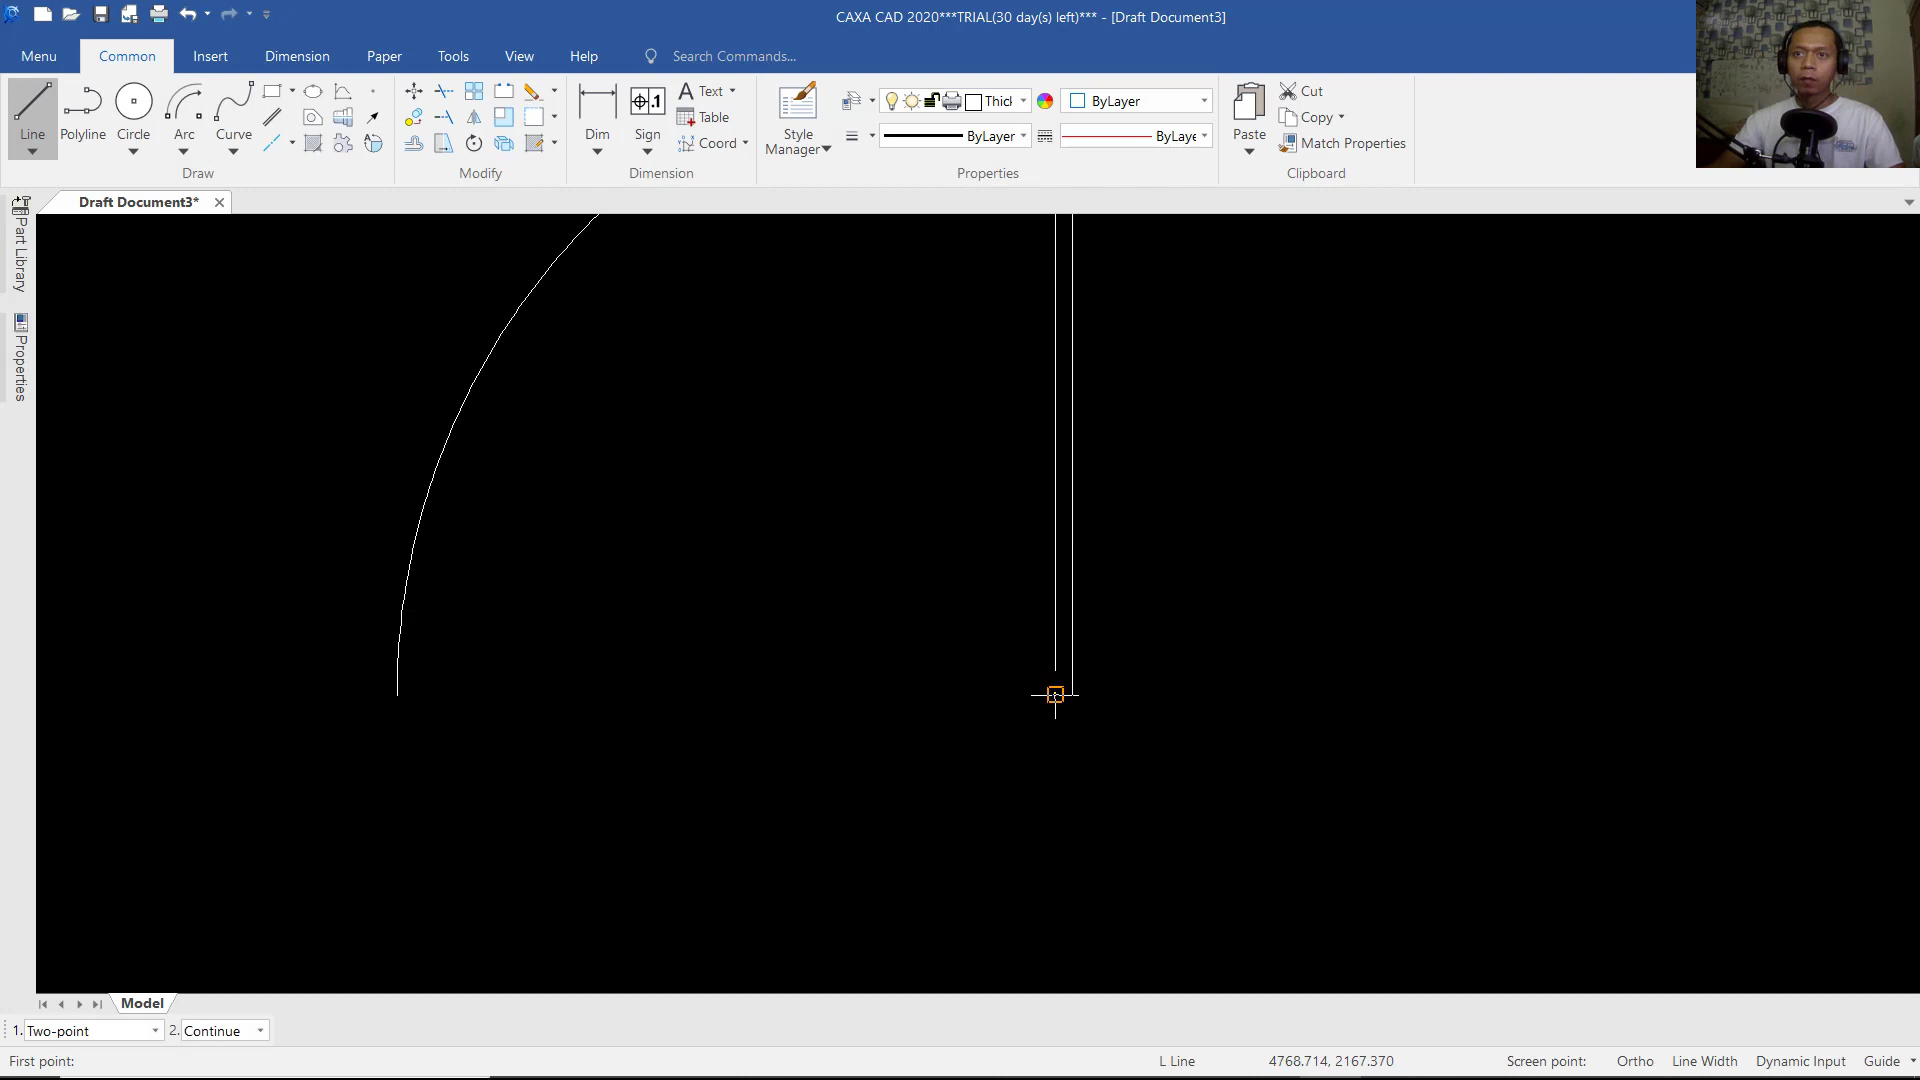 CAXA CAD 2020***TRIAL(30 day(s) left)*** - [Draft Document3]
Menu
Common
Insert
Dimension
Paper
Tools
View
Help
Search Commands...
Line
Polyline
Circle
Arc
Curve
Draw
Modify
Dim
Sign
Text
Table
Coord
Dimension
Style
Manager
Thick
ByLayer
ByLayer
ByLaye
Properties
Paste
Cut
Copy
Match Properties
Clipboard
Draft Document3*
Part Library
Properties
Model
1. Two-point
2. Continue
First point:
L Line
4768.714, 2167.370
Screen point:
Ortho
Line Width
Dynamic Input
Guide